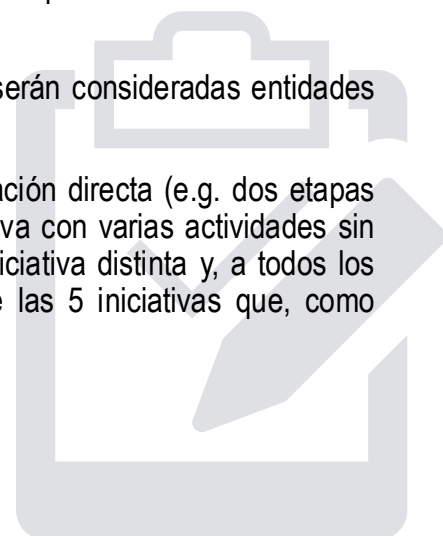 serán consideradas entidades
ación directa (e.g. dos etapas
va con varias actividades sin
iciativa distinta y, a todos los
e las 5 iniciativas que, como